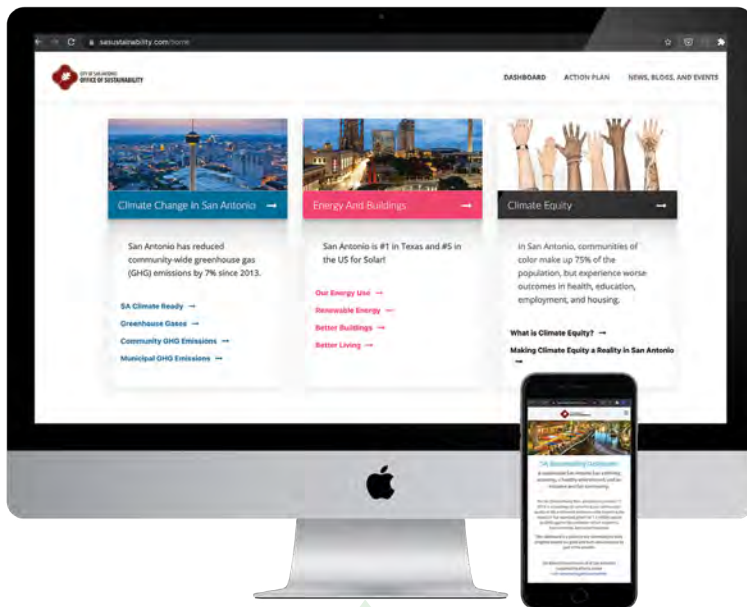 sasustainability.com/home
CITY OF SAN ANTONIO
OFFICE OF SUSTAINABILITY
DASHBOARD ACTION PLAN NEWS, BLOGS, AND EVENTS
Climate Change In San Antonio →
San Antonio has reduced
community-wide greenhouse gas
(GHG) emissions by 7% since 2013.
SA Climate Ready →
Greenhouse Gases →
Community GHG Emissions →
Municipal GHG Emissions →
Energy And Buildings →
San Antonio is #1 in Texas and #5 in
the US for Solar!
Our Energy Use →
Renewable Energy →
Better Buildings →
Better Living →
Climate Equity →
In San Antonio, communities of
color make up 75% of the
population, but experience worse
outcomes in health, education,
employment, and housing.
What is Climate Equity? →
Making Climate Equity a Reality in San Antonio
→